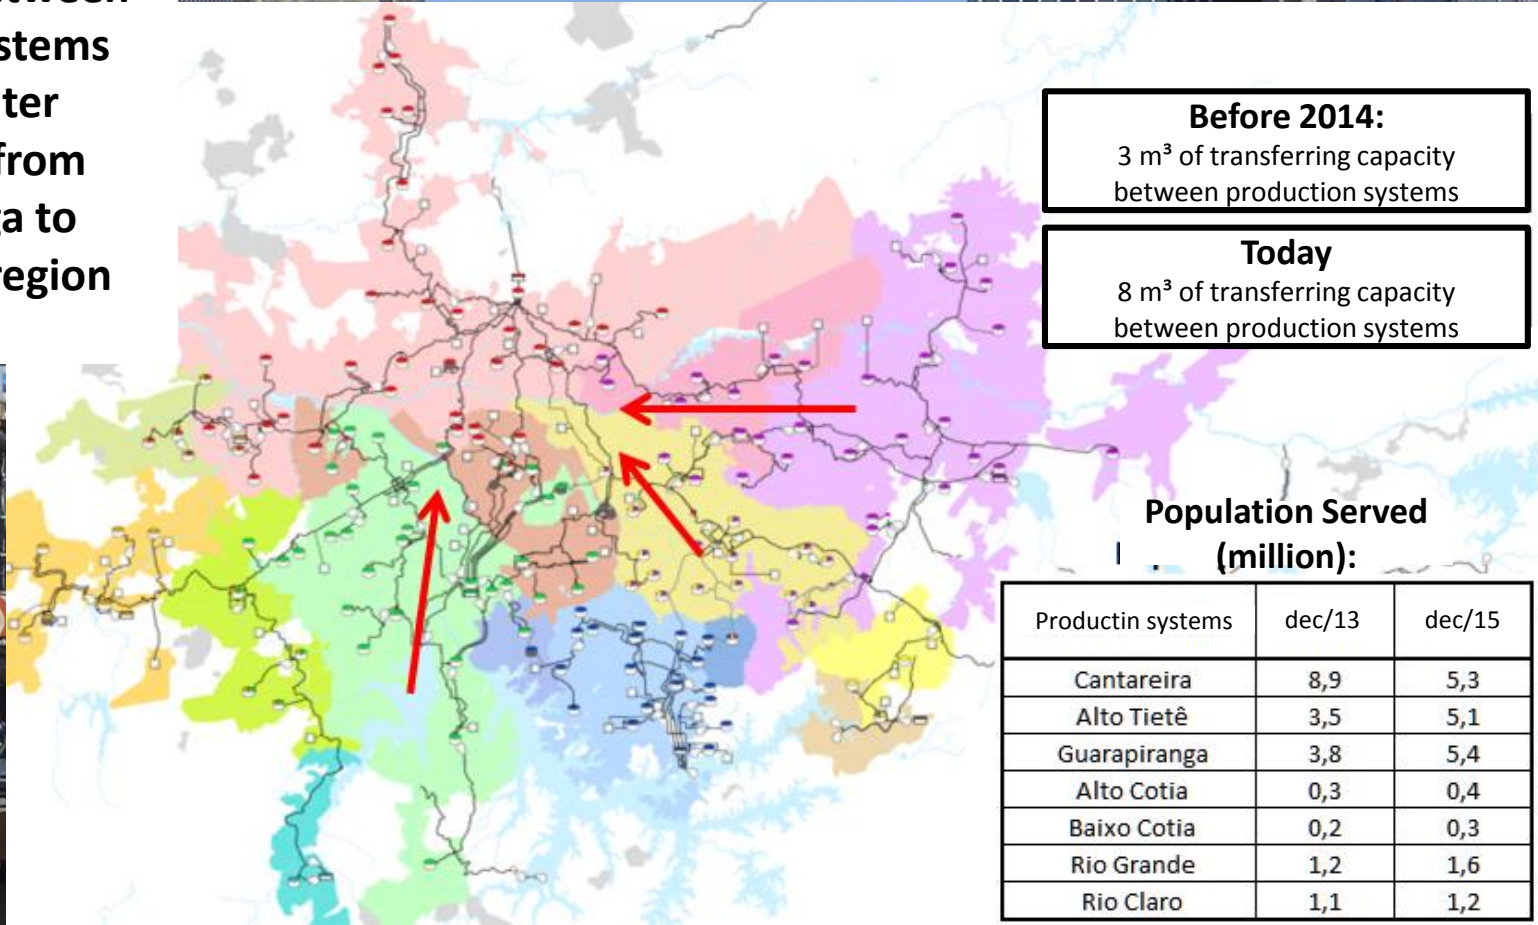 stems
from
to
region
Before 2014:
3 m³ of transferring capacity
between production systems
Today
8 m³ of transferring capacity
between production systems
Population Served
(million):
Productin systems dec/13 dec/15
Cantareira 8,9 5,3
Alto Tietê 3,5 5,1
Guarapiranga 3,8 5,4
Alto Cotia 0,3 0,4
Baixo Cotia 0,2 0,3
Rio Grande 1,2 1,6
Rio Claro 1,1 1,2